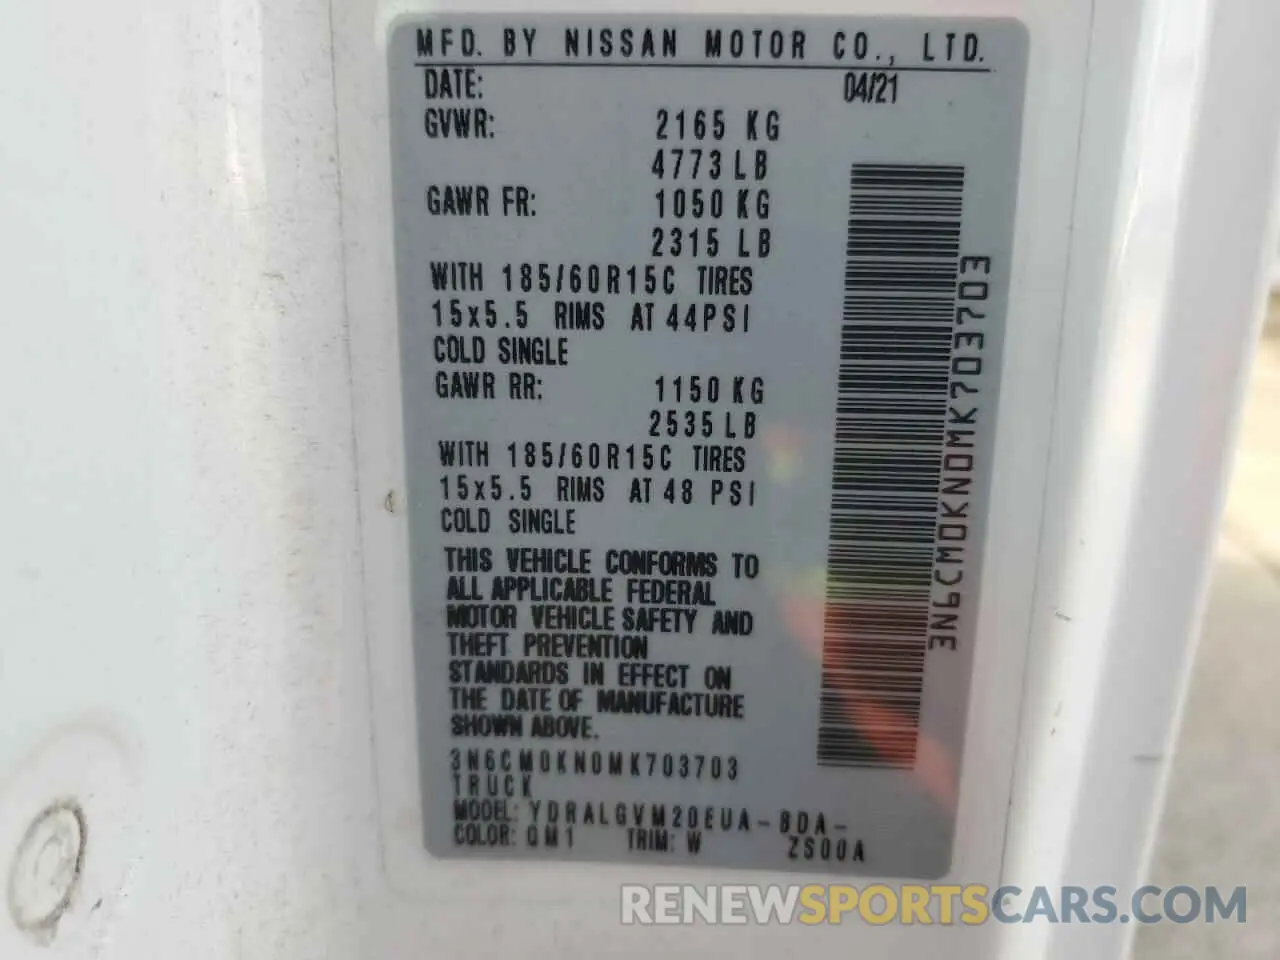 MFD. BY NISSAN MOTOR CO., LTD.
DATE: 04/21
GVWR: 2165 KG
4773 LB
GAWR FR: 1050 KG
2315 LB
WITH 185/60R15C TIRES
15x5.5 RIMS AT 44PSI
COLD SINGLE
GAWR RR: 1150 KG
2535 LB
WITH 185/60R15C TIRES
15x5.5 RIMS AT 48 PSI
COLD SINGLE
THIS VEHICLE CONFORMS TO
ALL APPLICABLE FEDERAL
MOTOR VEHICLE SAFETY AND
THEFT PREVENTION
STANDARDS IN EFFECT ON
THE DATE OF MANUFACTURE
SHOWN ABOVE.
3N6CM0KN0MK703703
TRUCK
MODEL: YDRALGVM20EUA-BDA-
COLOR: QM1 TRIM: W ZS00A
3N6CM0KN0MK703703
RENEWSPORTSCARS.COM